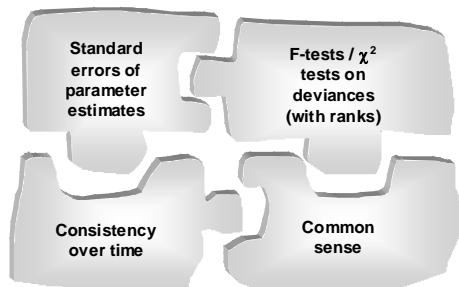 Standard
errors of
parameter
estimates
F-tests / χ²
tests on
deviances
(with ranks)
Consistency
over time
Common
sense